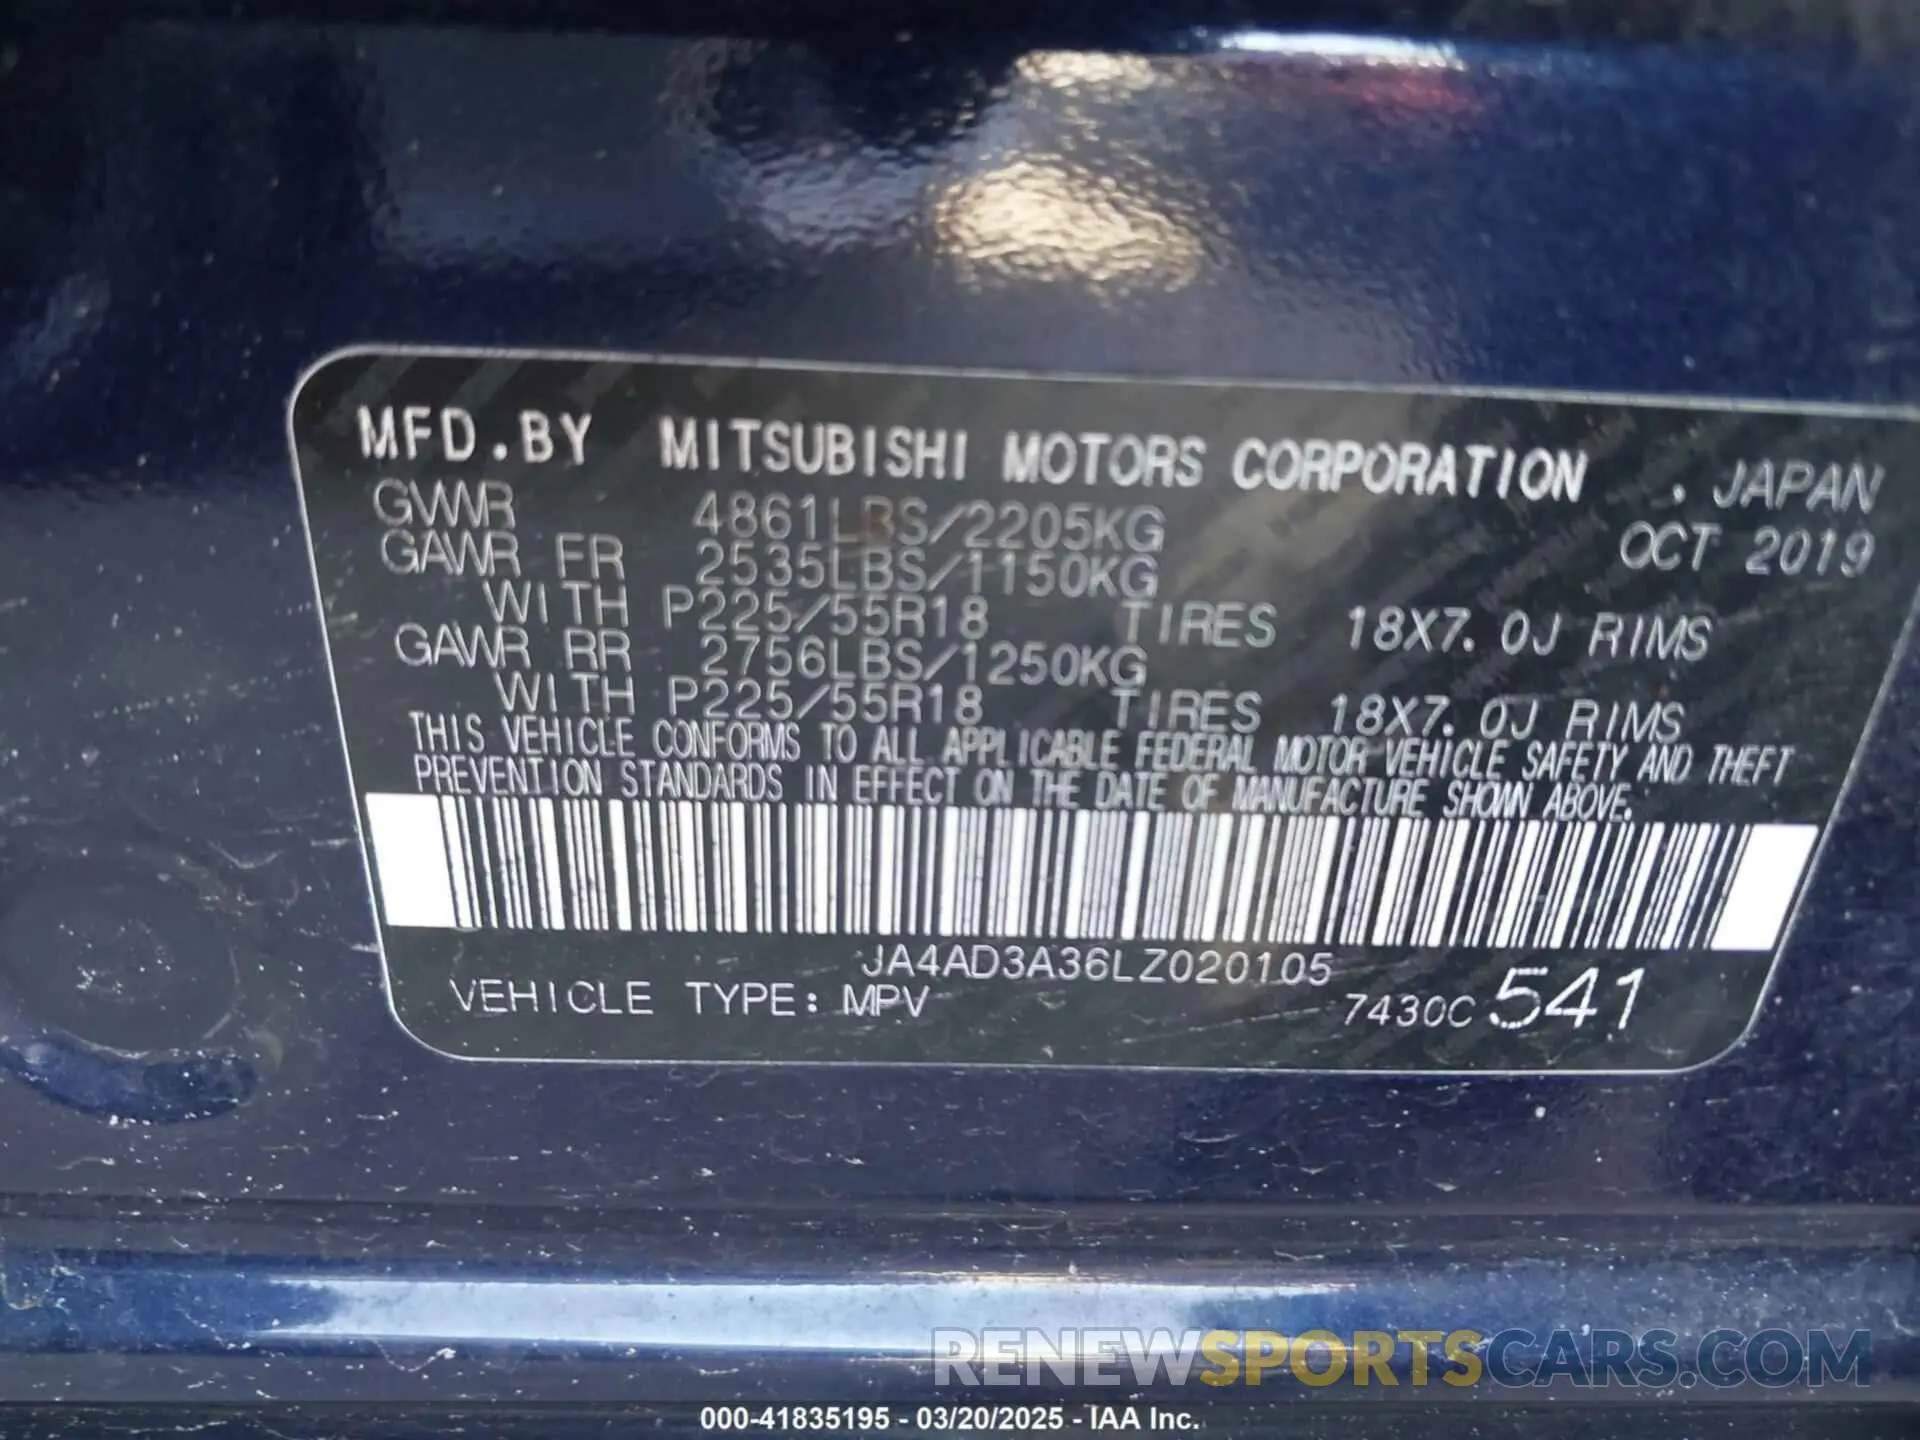 MFD.BY MITSUBISHI MOTORS CORPORATION . JAPAN
GVWR 4861LBS/2205KG OCT 2019
GAWR FR 2535LBS/1150KG
WITH P225/55R18 TIRES 18X7.0J RIMS
GAWR RR 2756LBS/1250KG
WITH P225/55R18 TIRES 18X7.0J RIMS
THIS VEHICLE CONFORMS TO ALL APPLICABLE FEDERAL MOTOR VEHICLE SAFETY AND THEFT
PREVENTION STANDARDS IN EFFECT ON THE DATE OF MANUFACTURE SHOWN ABOVE.
JA4AD3A36LZ020105
VEHICLE TYPE: MPV 7430C 541
RENEWSPORTSCARS.COM
000-41835195 - 03/20/2025 - IAA Inc.